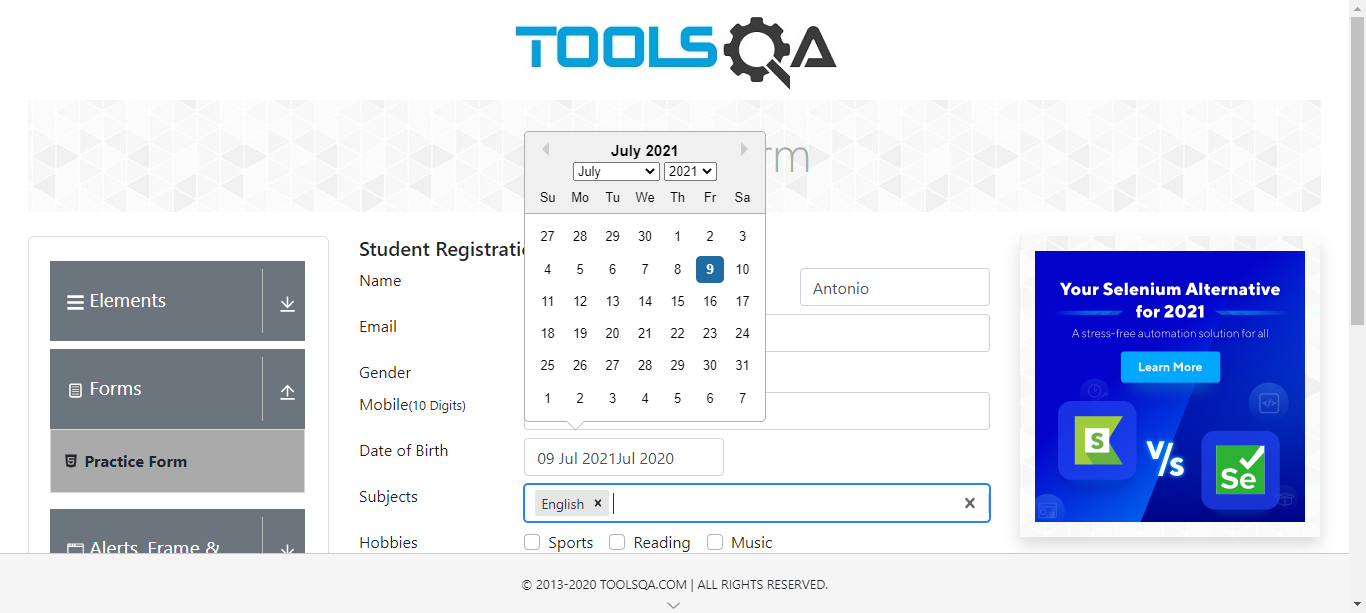 TOOLSQA
rm
Elements
Forms
Practice Form
Alerts, Frame &
Student Registrati
Name
Antonio
Email
Gender
Mobile(10 Digits)
July 2021
July 2021
Su Mo Tu We Th Fr Sa
27 28 29 30 1 2 3
4 5 6 7 8 9 10
11 12 13 14 15 16 17
18 19 20 21 22 23 24
25 26 27 28 29 30 31
1 2 3 4 5 6 7
Date of Birth
09 Jul 2021Jul 2020
Subjects
English
Hobbies
Sports Reading Music
Your Selenium Alternative
for 2021
A stress-free automation solution for all
Learn More
S
V/s
Se
© 2013-2020 TOOLSQA.COM | ALL RIGHTS RESERVED.